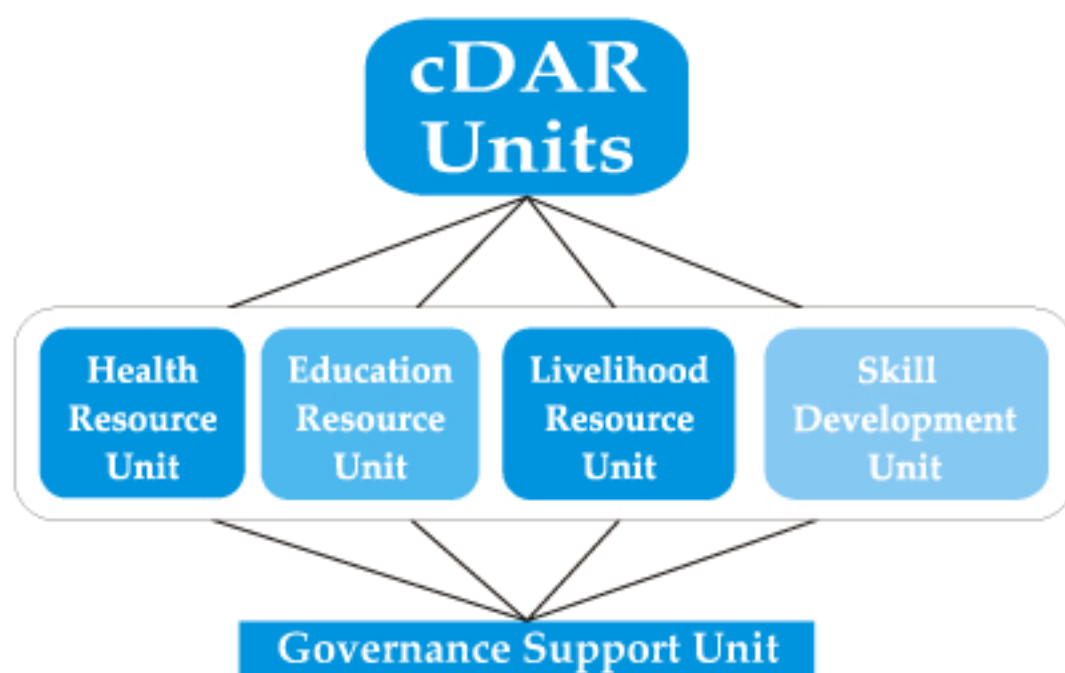 cDAR
Units
Health
Resource
Unit
Education
Resource
Unit
Livelihood
Resource
Unit
Skill
Development
Unit
Governance Support Unit